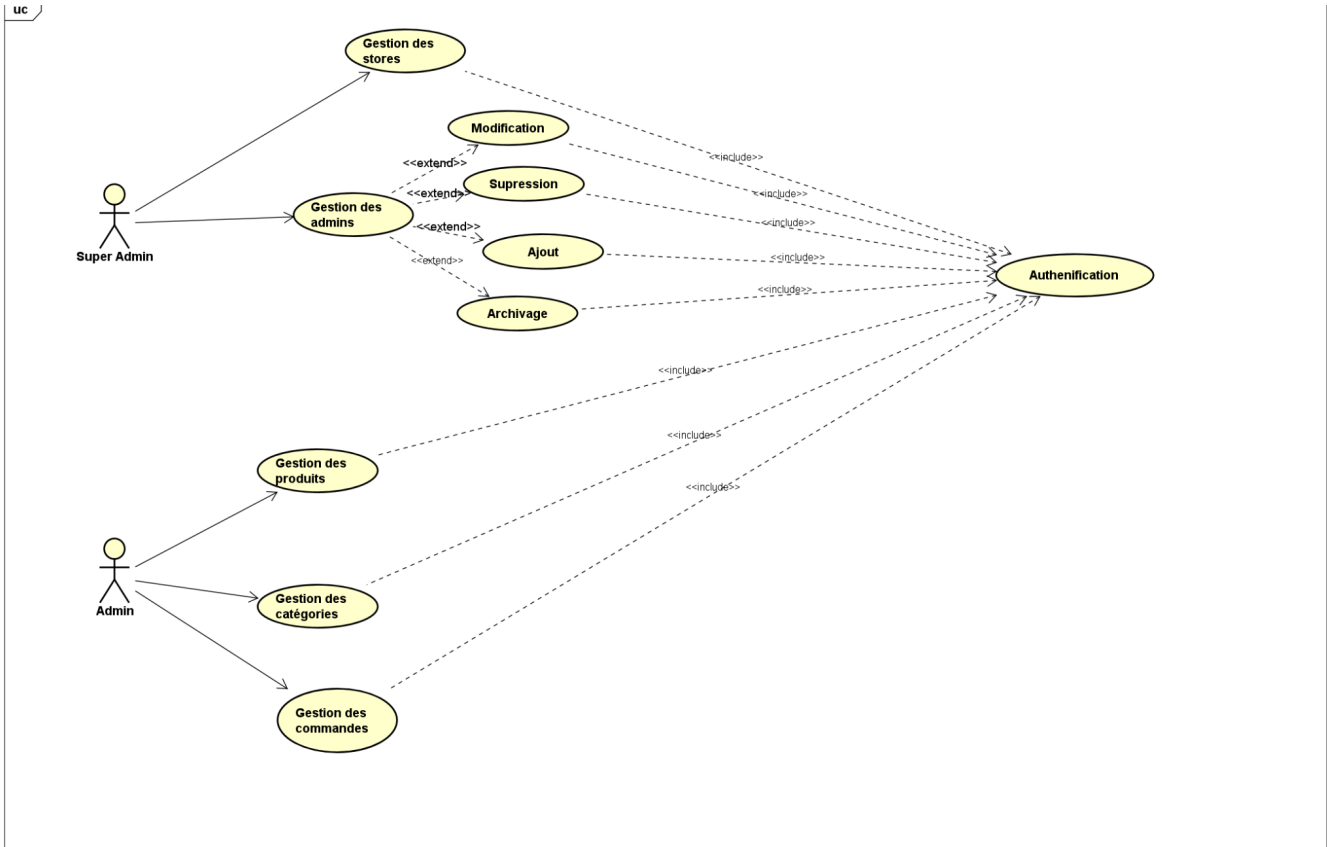 uc
Gestion des
stores
Modification
<<include>>
<<extend>>
Supression
<<include>>
<<extend>>
Gestion des
admins
<<include>>
<<extend>>
Super Admin
Ajout
<<include>>
<<extend>>
Authenification
<<include>>
Archivage
<<include>>
<<include>>
Gestion des
produits
<<include>>
Gestion des
catégories
Admin
Gestion des
commandes